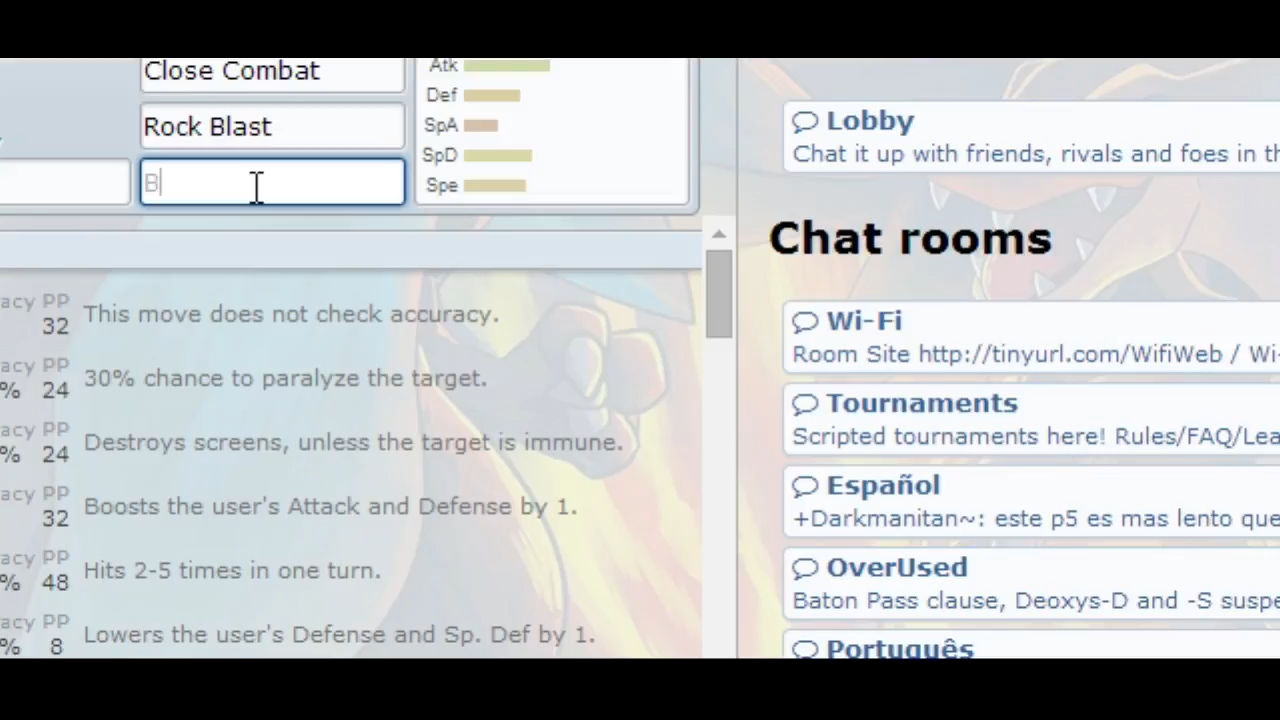 Close Combat
Rock Blast
B
Atk
Def
SpA
SpD
Spe
acy PP
32 This move does not check accuracy.
acy PP
% 24 30% chance to paralyze the target.
acy PP
% 24 Destroys screens, unless the target is immune.
acy PP
32 Boosts the user's Attack and Defense by 1.
acy PP
% 48 Hits 2-5 times in one turn.
acy PP
% 8 Lowers the user's Defense and Sp. Def by 1.
Lobby
Chat it up with friends, rivals and foes in th
Chat rooms
Wi-Fi
Room Site http://tinyurl.com/WifiWeb / Wi-
Tournaments
Scripted tournaments here! Rules/FAQ/Lea
Español
+Darkmanitan~: este p5 es mas lento que
OverUsed
Baton Pass clause, Deoxys-D and -S suspe
Português